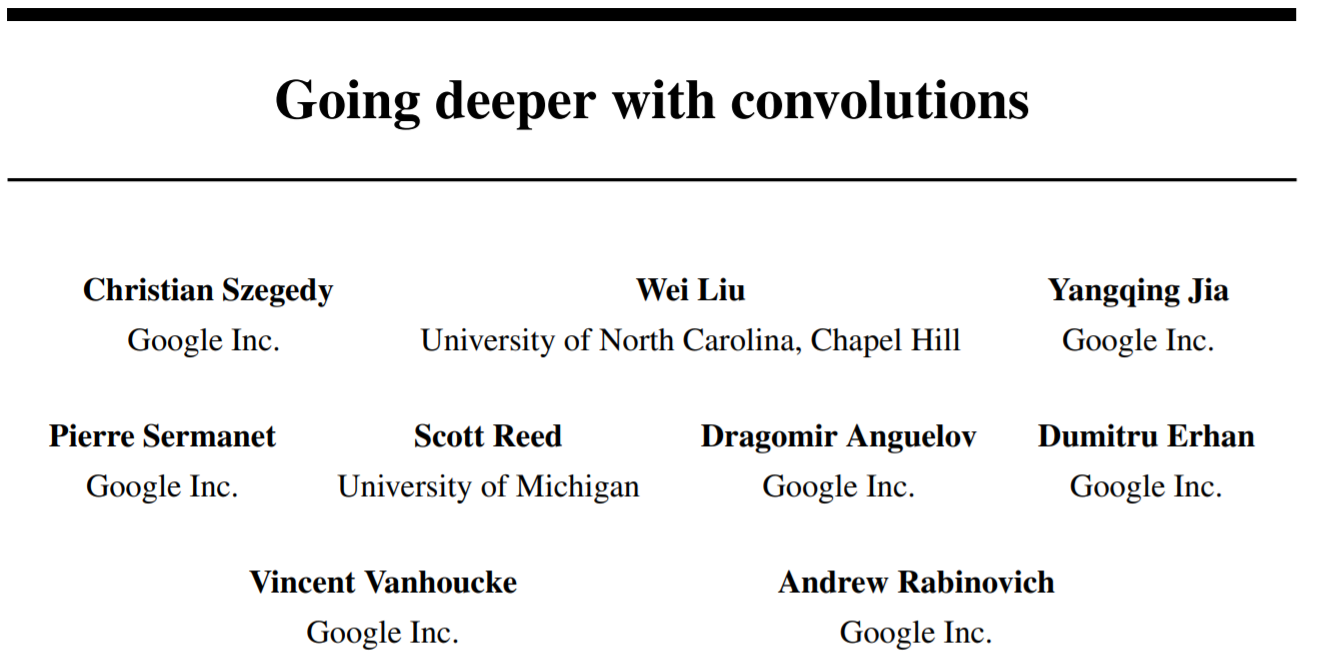 Going deeper with convolutions
Christian Szegedy Wei Liu Yangqing Jia
Google Inc. University of North Carolina, Chapel Hill Google Inc.
Pierre Sermanet Scott Reed Dragomir Anguelov Dumitru Erhan
Google Inc. University of Michigan Google Inc. Google Inc.
Vincent Vanhoucke Andrew Rabinovich
Google Inc. Google Inc.